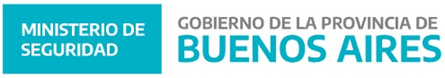 MINISTERIO DE
SEGURIDAD
GOBIERNO DE LA PROVINCIA DE
BUENOS AIRES